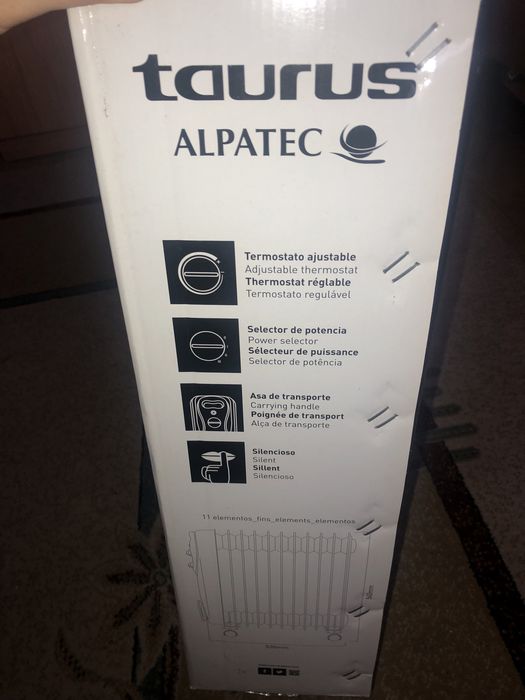 taurus
ALPATEC
Termostato ajustable
Adjustable thermostat
Thermostat réglable
Termostato regulável
Selector de potencia
Power selector
Sélecteur de puissance
Selector de potência
Asa de transporte
Carrying handle
Poignée de transport
Alça de transporte
Silencioso
Silent
Sillent
Silencioso
11 elementos_fins_elements_elementos